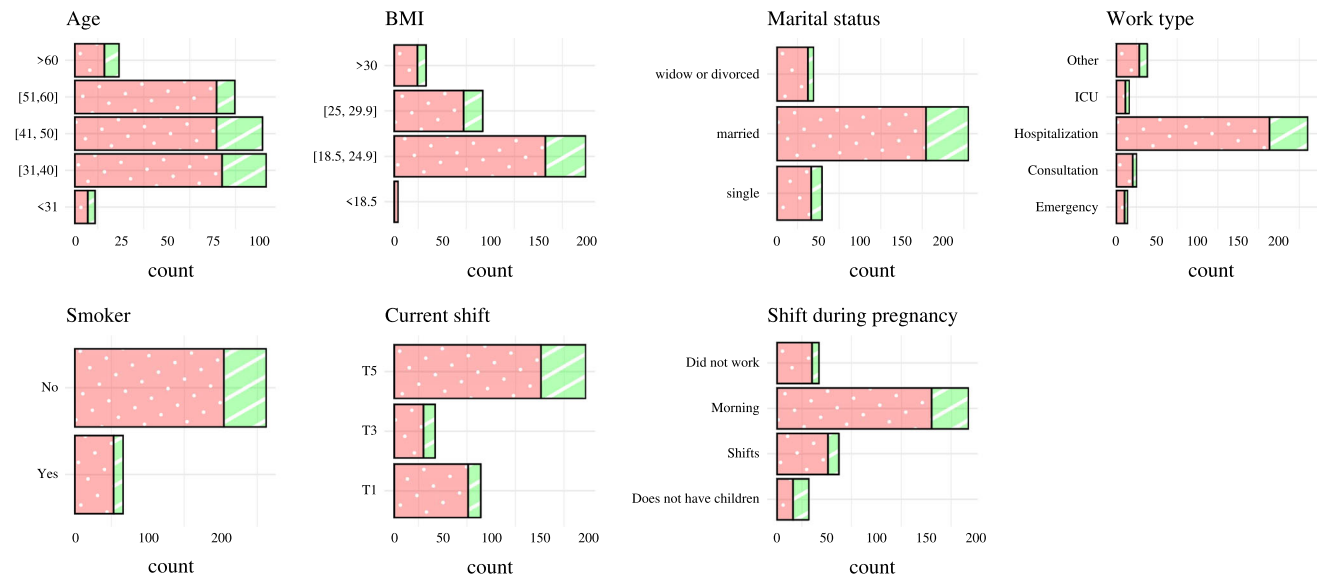 Age
>60
[51,60]
[41, 50]
[31,40]
<31
0 25 50 75 100
count
BMI
>30
[25, 29.9]
[18.5, 24.9]
<18.5
0 50 100 150 200
count
Marital status
widow or divorced
married
single
0 50 100 150 200
count
Work type
Other
ICU
Hospitalization
Consultation
Emergency
0 50 100 150 200
count
Smoker
No
Yes
0 100 200
count
Current shift
T5
T3
T1
0 50 100 150 200
count
Shift during pregnancy
Did not work
Morning
Shifts
Does not have children
0 50 100 150 200
count